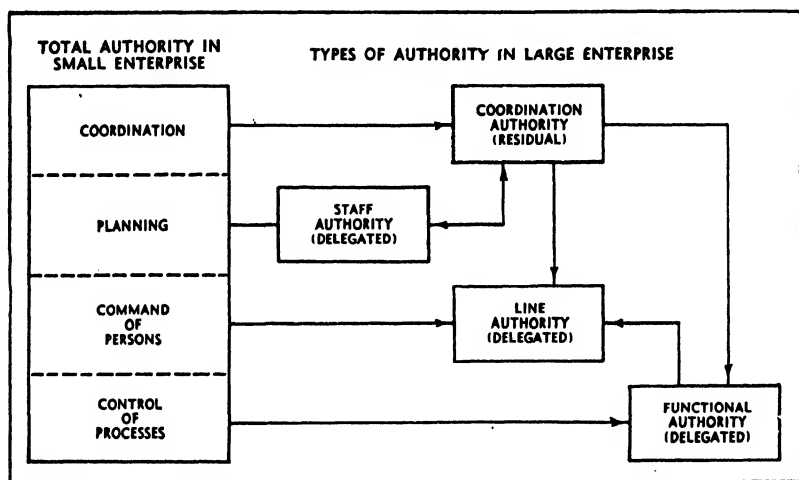 TOTAL AUTHORITY IN
SMALL ENTERPRISE
TYPES OF AUTHORITY IN LARGE ENTERPRISE
COORDINATION
COORDINATION
AUTHORITY
(RESIDUAL)
PLANNING
STAFF
AUTHORITY
(DELEGATED)
COMMAND
OF
PERSONS
LINE
AUTHORITY
(DELEGATED)
CONTROL
OF
PROCESSES
FUNCTIONAL
AUTHORITY
(DELEGATED)